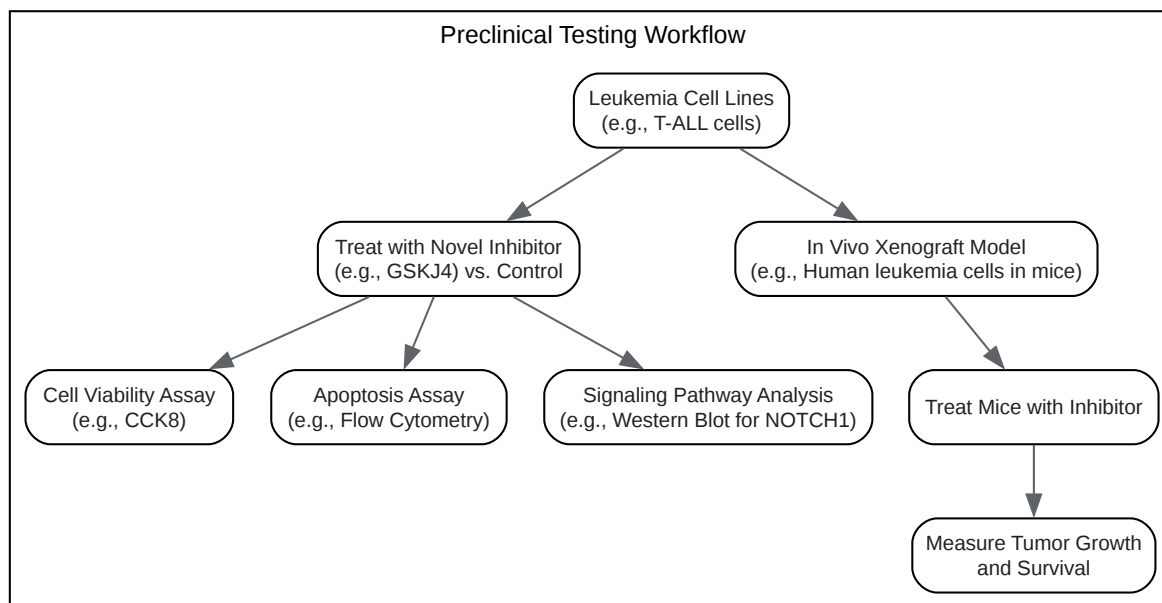 Preclinical Testing Workflow
Leukemia Cell Lines
(e.g., T-ALL cells)
Treat with Novel Inhibitor
(e.g., GSKJ4) vs. Control
In Vivo Xenograft Model
(e.g., Human leukemia cells in mice)
Cell Viability Assay
(e.g., CCK8)
Apoptosis Assay
(e.g., Flow Cytometry)
Signaling Pathway Analysis
(e.g., Western Blot for NOTCH1)
Treat Mice with Inhibitor
Measure Tumor Growth
and Survival